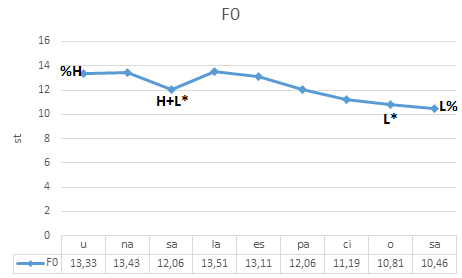 F0
16
14
12
10
8
6
4
2
0
st
%H
H+L*
L*
L%
u na sa la es pa ci o sa
F0 13,33 13,43 12,06 13,51 13,11 12,06 11,19 10,81 10,46